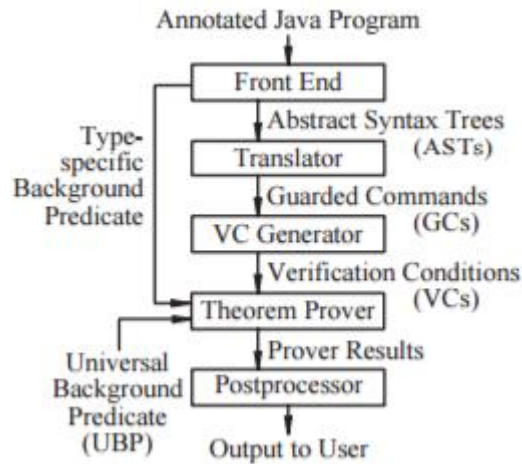 Annotated Java Program
Front End
Abstract Syntax Trees
(ASTs)
Type-
specific
Background
Predicate
Translator
Guarded Commands
(GCs)
VC Generator
Verification Conditions
(VCs)
Theorem Prover
Universal
Background
Predicate
(UBP)
Prover Results
Postprocessor
Output to User